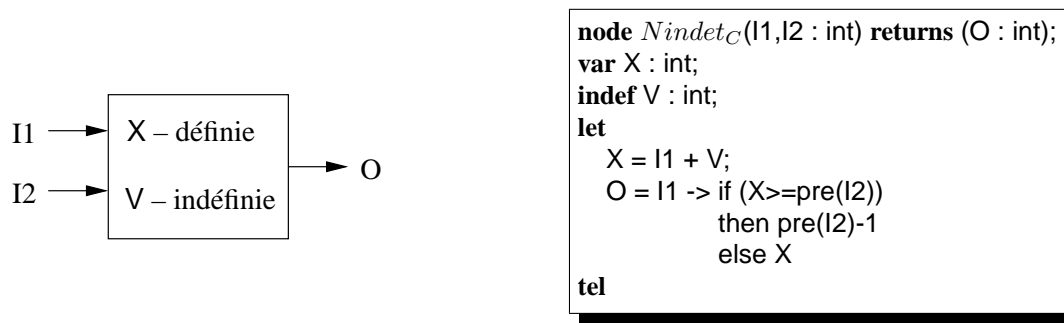 I1
I2
X – définie
V – indéfinie
O
node Nindet_C(I1,I2 : int) returns (O : int);
var X : int;
indef V : int;
let
X = I1 + V;
O = I1 -> if (X>=pre(I2))
then pre(I2)-1
else X
tel